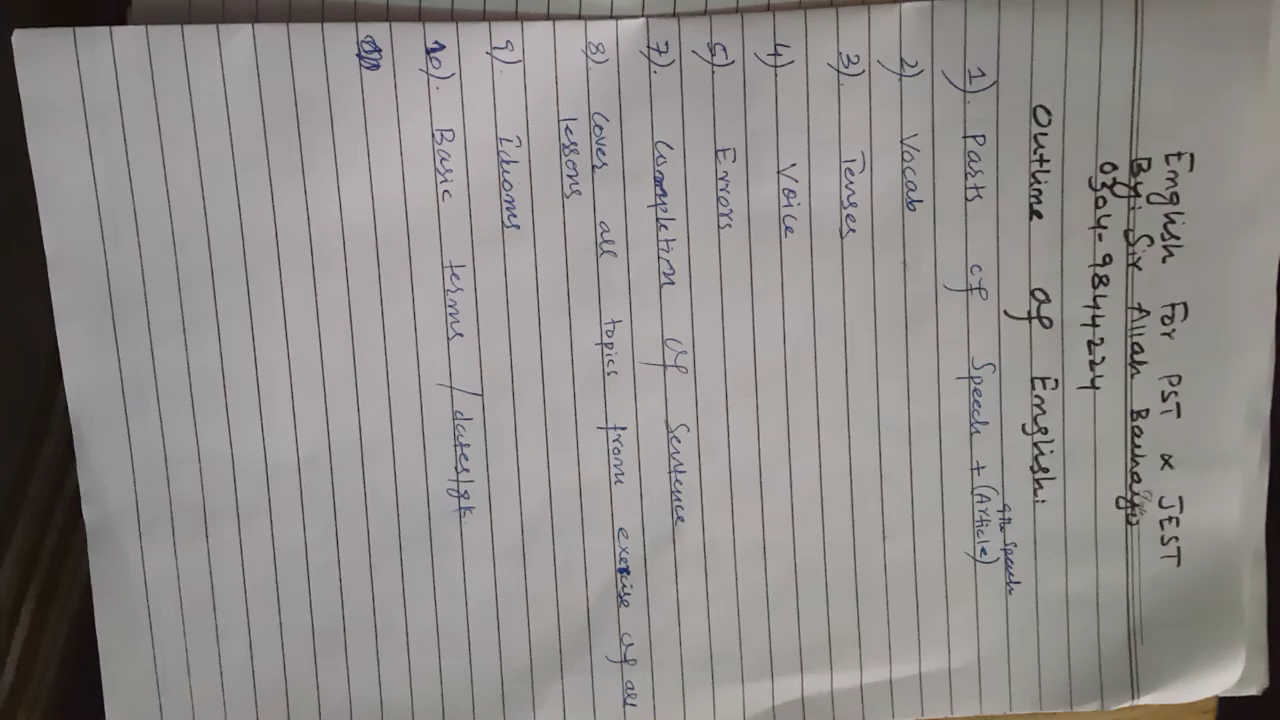 English For PST & JEST
By: Sir Allah Bachayo
0304-9844224
Outline of English:
9th Speech
1). Parts of Speech + (Article)
2) Vocab
3). Tenses
4). Voice
5). Errors
7). Completion of Sentence
8). Cover all topics from exercise of all
lessons
9). Idioms
10). Basic terms / dates/gk.